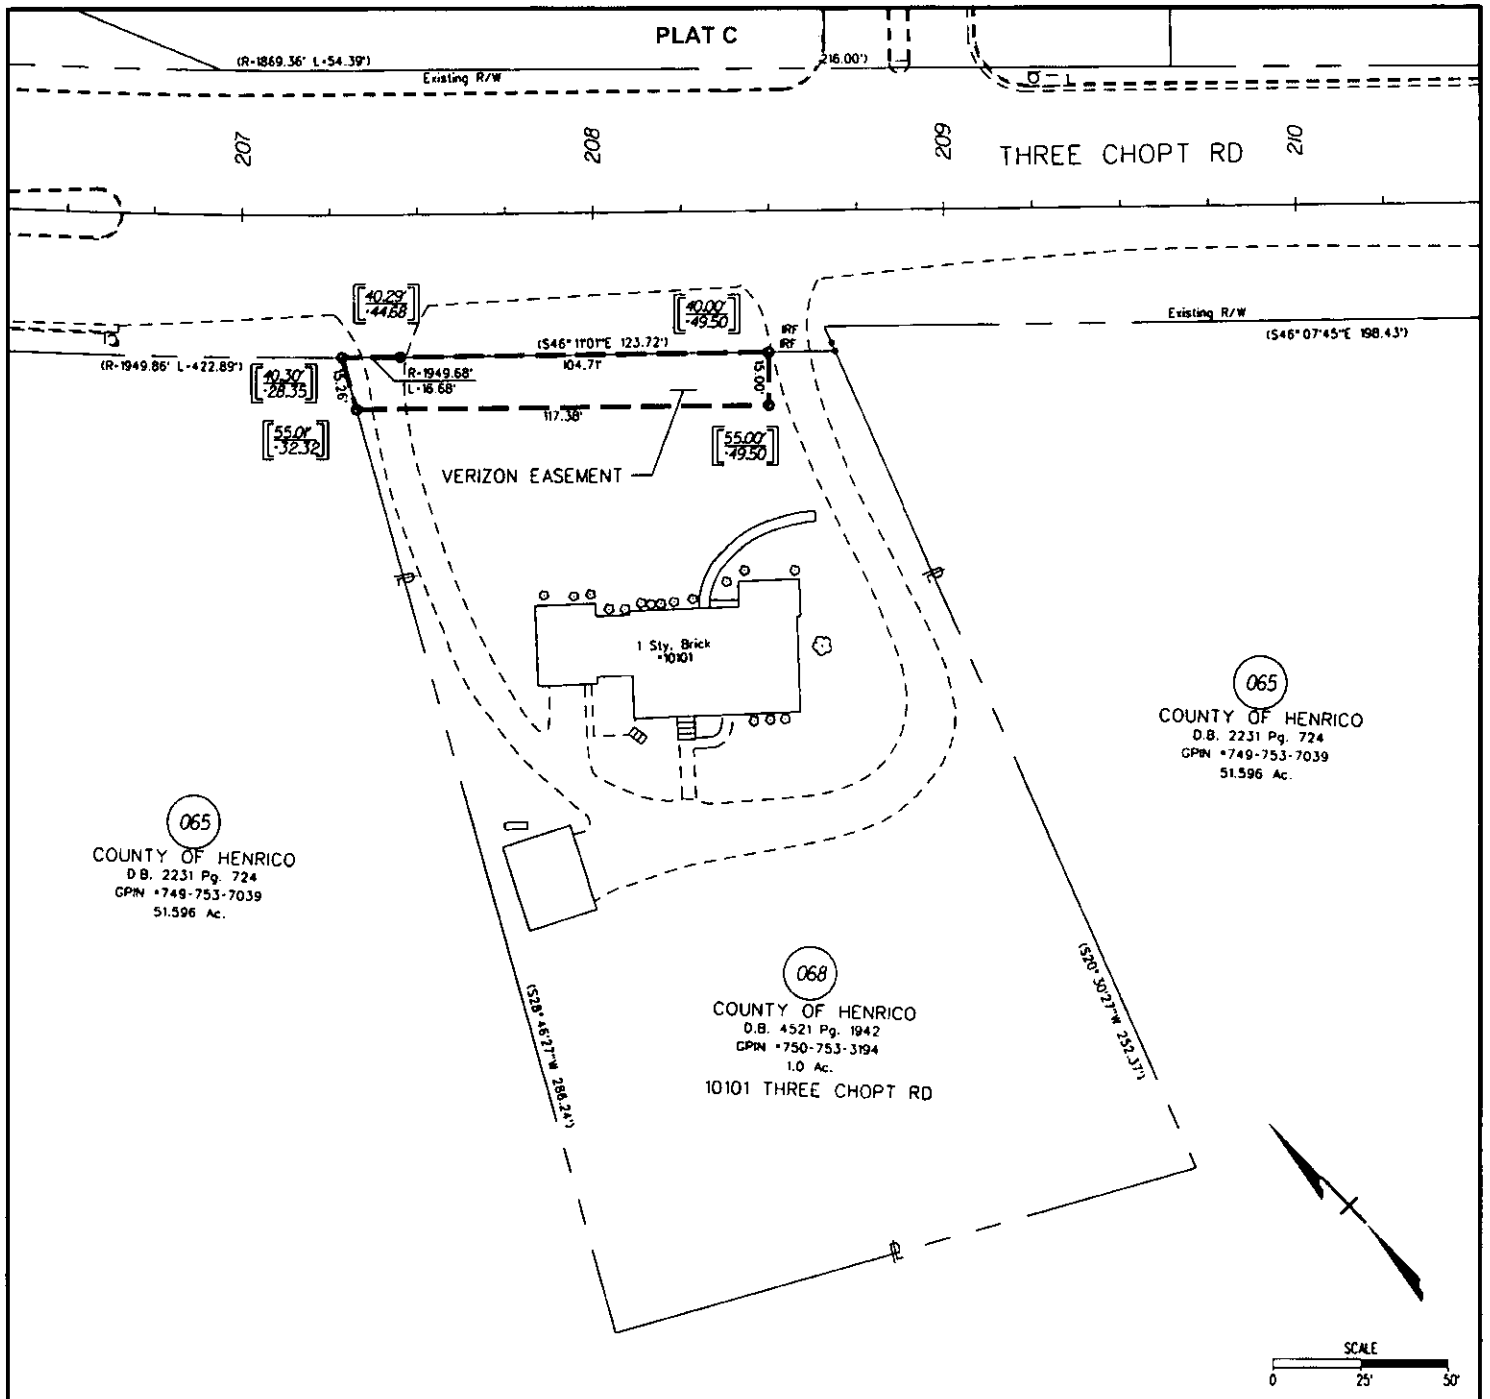 PLAT C
(R-1869.36' L-54.39')
216.00')
Existing R/W
207
208
209
210
THREE CHOPT RD
[40.29'
+44.68]
[40.00'
+49.50]
IRF
IRF
Existing R/W
(S46°07'45"E 198.43')
(S46°11'01"E 123.72')
(R-1949.86' L-422.89')
R-1949.68'
L-16.68'
104.71'
15.00'
15.26'
[40.30'
+28.35]
117.38'
[55.01'
+32.32]
[55.00'
+49.50]
VERIZON EASEMENT
1 Sty. Brick
#10101
065
COUNTY OF HENRICO
D.B. 2231 Pg. 724
GPIN #749-753-7039
51.596 Ac.
065
COUNTY OF HENRICO
D.B. 2231 Pg. 724
GPIN #749-753-7039
51.596 Ac.
068
COUNTY OF HENRICO
D.B. 4521 Pg. 1942
GPIN #750-753-3194
1.0 Ac.
10101 THREE CHOPT RD
(S28°46'27"W 286.24')
(S20°30'27"W 252.37')
SCALE
0 25' 50'